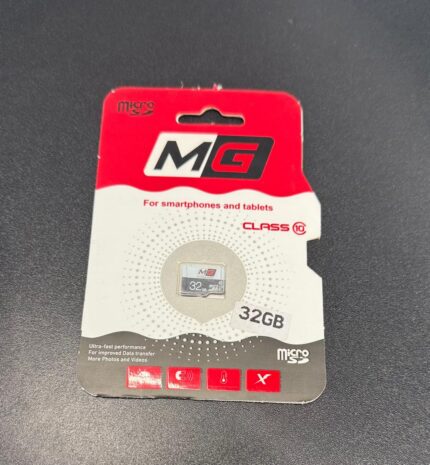 micro
SD
MG
For smartphones and tablets
CLASS 10
MG
32GB
32GB
Ultra-fast performance
For improved Data transfer
More Photos and Videos
micro
SD